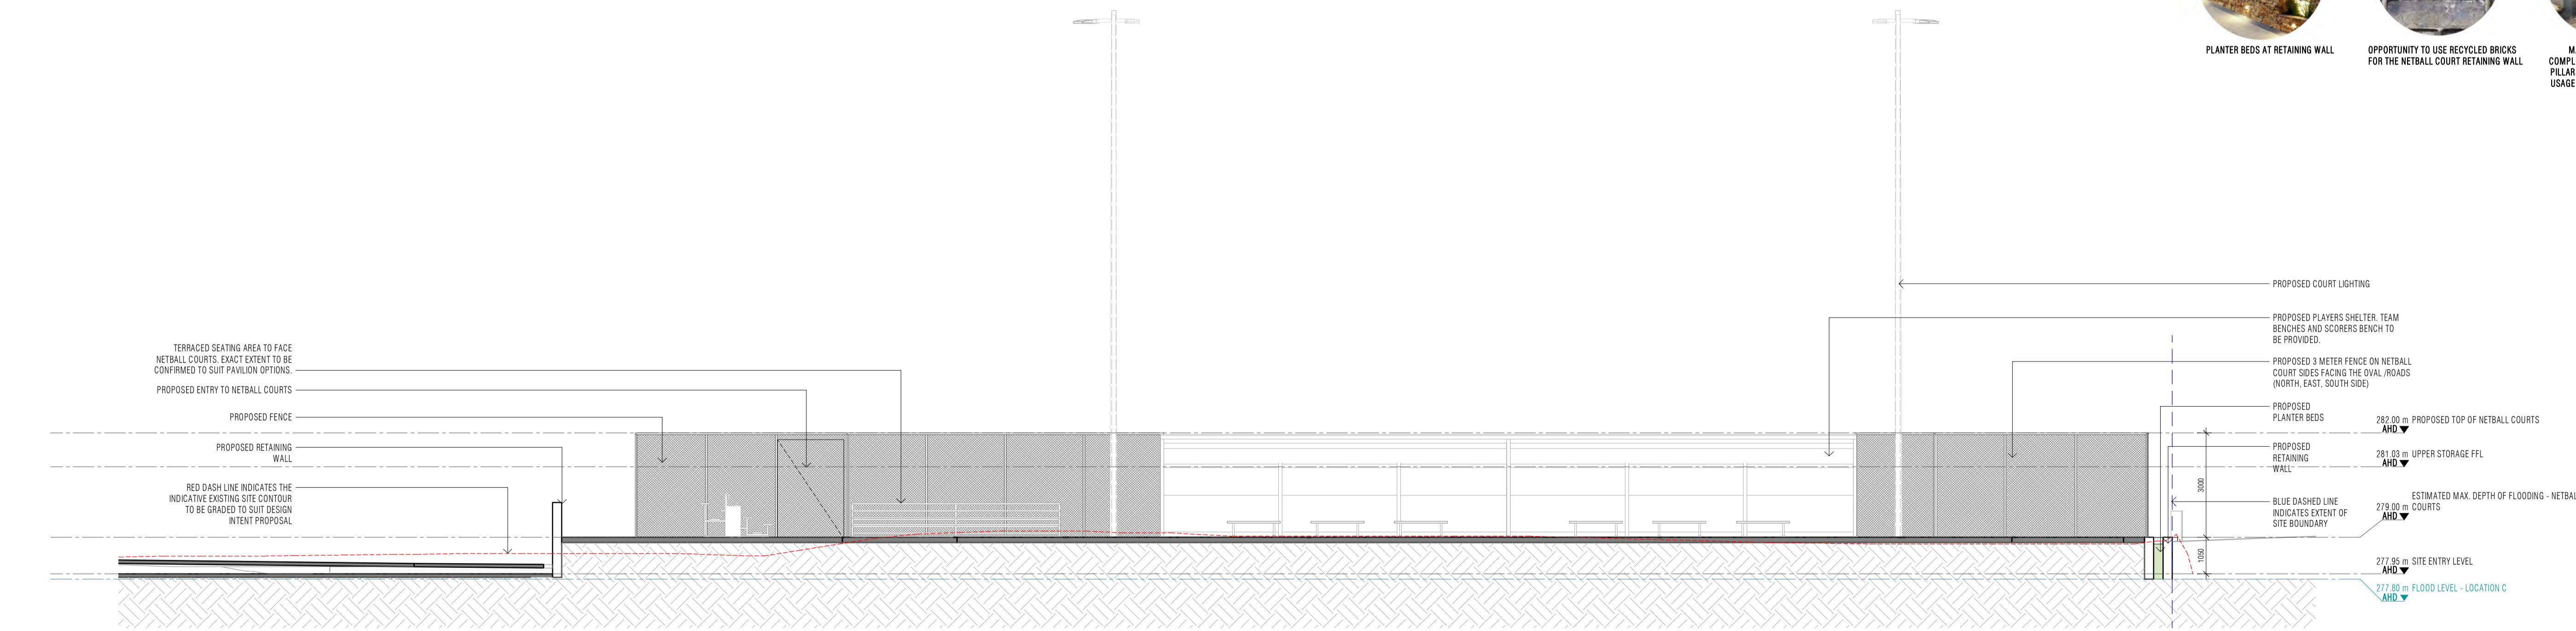 PLANTER BEDS AT RETAINING WALL
OPPORTUNITY TO USE RECYCLED BRICKS
FOR THE NETBALL COURT RETAINING WALL
COMPL
PILLAR
USAGE
TERRACED SEATING AREA TO FACE
NETBALL COURTS. EXACT EXTENT TO BE
CONFIRMED TO SUIT PAVILION OPTIONS.
PROPOSED ENTRY TO NETBALL COURTS
PROPOSED FENCE
PROPOSED RETAINING
WALL
RED DASH LINE INDICATES THE
INDICATIVE EXISTING SITE CONTOUR
TO BE GRADED TO SUIT DESIGN
INTENT PROPOSAL
PROPOSED COURT LIGHTING
PROPOSED PLAYERS SHELTER. TEAM
BENCHES AND SCORERS BENCH TO
BE PROVIDED.
PROPOSED 3 METER FENCE ON NETBALL
COURT SIDES FACING THE OVAL /ROADS
(NORTH, EAST, SOUTH SIDE)
PROPOSED
PLANTER BEDS
PROPOSED
RETAINING
WALL
BLUE DASHED LINE
INDICATES EXTENT OF
SITE BOUNDARY
3000
1050
282.00 m PROPOSED TOP OF NETBALL COURTS
AHD
281.03 m UPPER STORAGE FFL
AHD
ESTIMATED MAX. DEPTH OF FLOODING - NETBAL
279.00 m COURTS
AHD
277.95 m SITE ENTRY LEVEL
AHD
277.80 m FLOOD LEVEL - LOCATION C
AHD